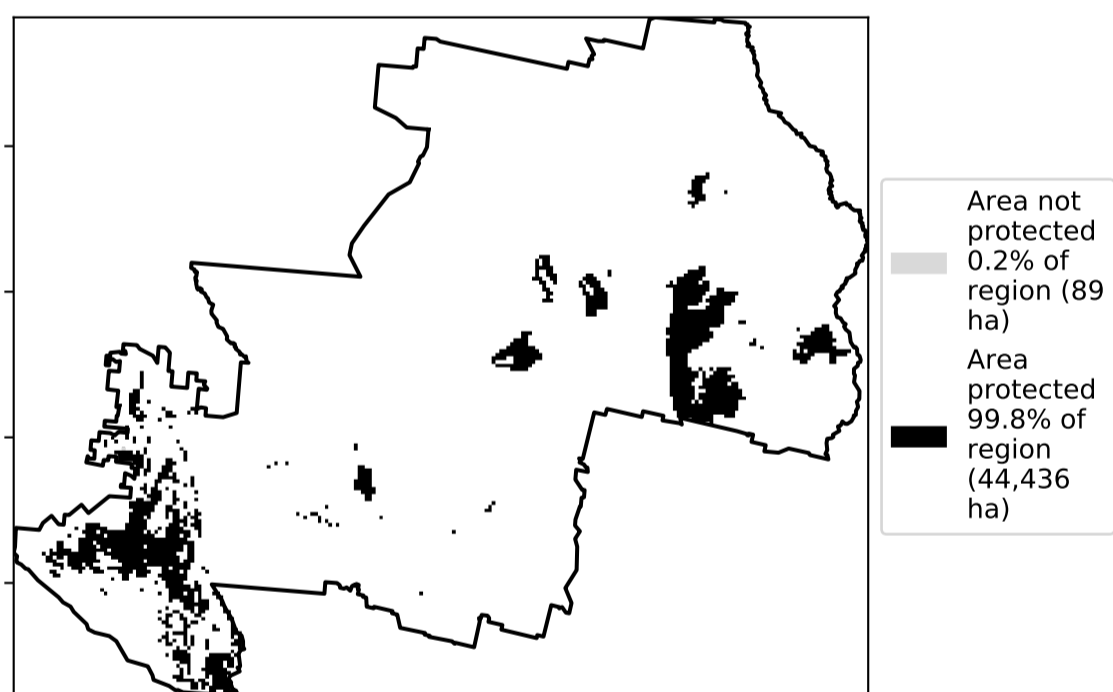 Area not
protected
0.2% of
region (89
ha)
Area
protected
99.8% of
region
(44,436
ha)